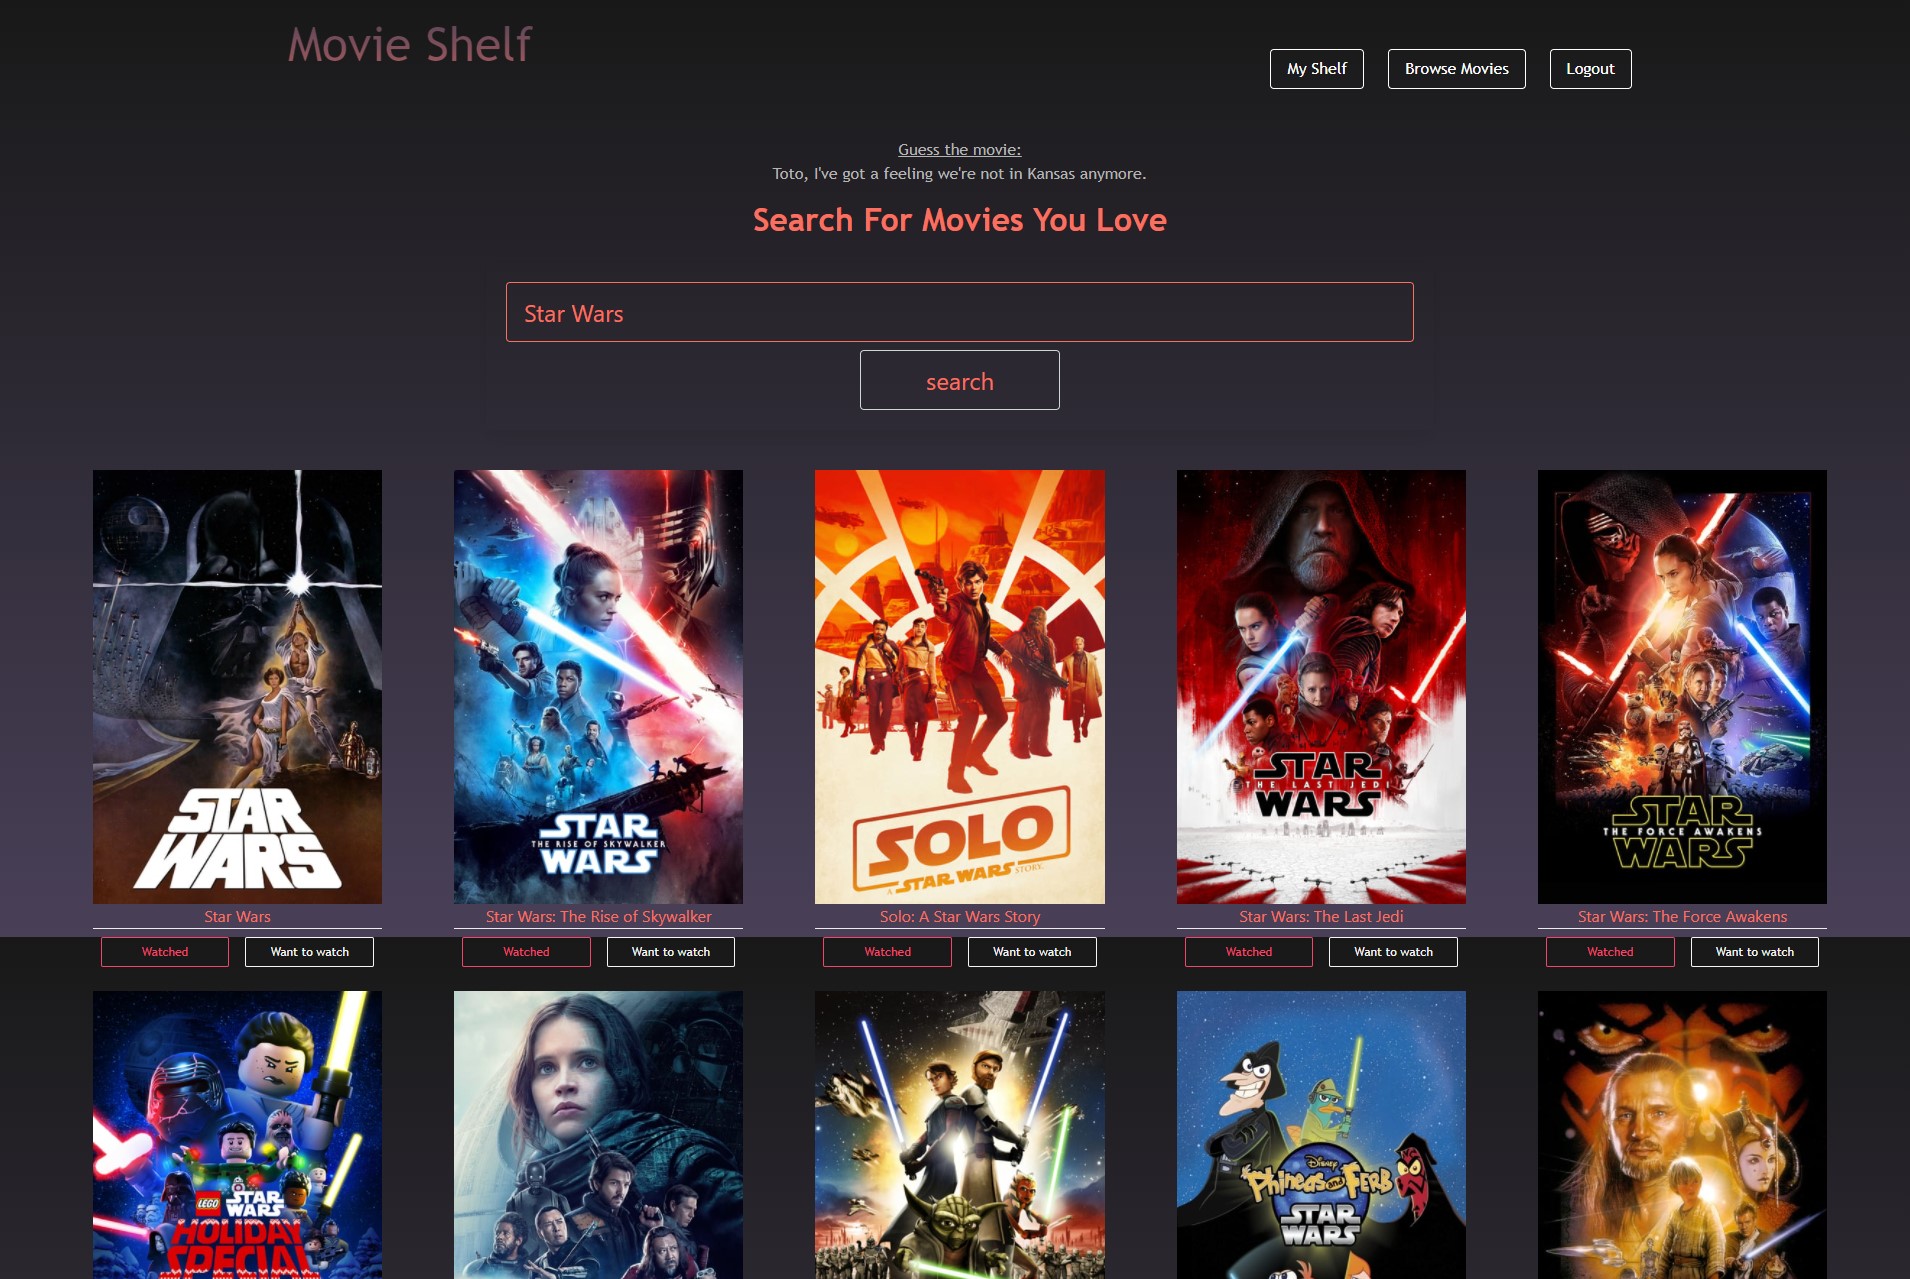 Movie Shelf
My Shelf
Browse Movies
Logout
Guess the movie:
Toto, I've got a feeling we're not in Kansas anymore.
Search For Movies You Love
Star Wars
search
STAR
WARS
STAR
THE RISE OF SKYWALKER
WARS
SOLO
A STAR WARS STORY
STAR
THE LAST JEDI
WARS
STAR
THE FORCE AWAKENS
WARS
Star Wars
Star Wars: The Rise of Skywalker
Solo: A Star Wars Story
Star Wars: The Last Jedi
Star Wars: The Force Awakens
Watched
Want to watch
Watched
Want to watch
Watched
Want to watch
Watched
Want to watch
Watched
Want to watch
LEGO
STAR
WARS
HOLIDAY
SPECIAL
Disney
Phineas and Ferb
STAR
WARS